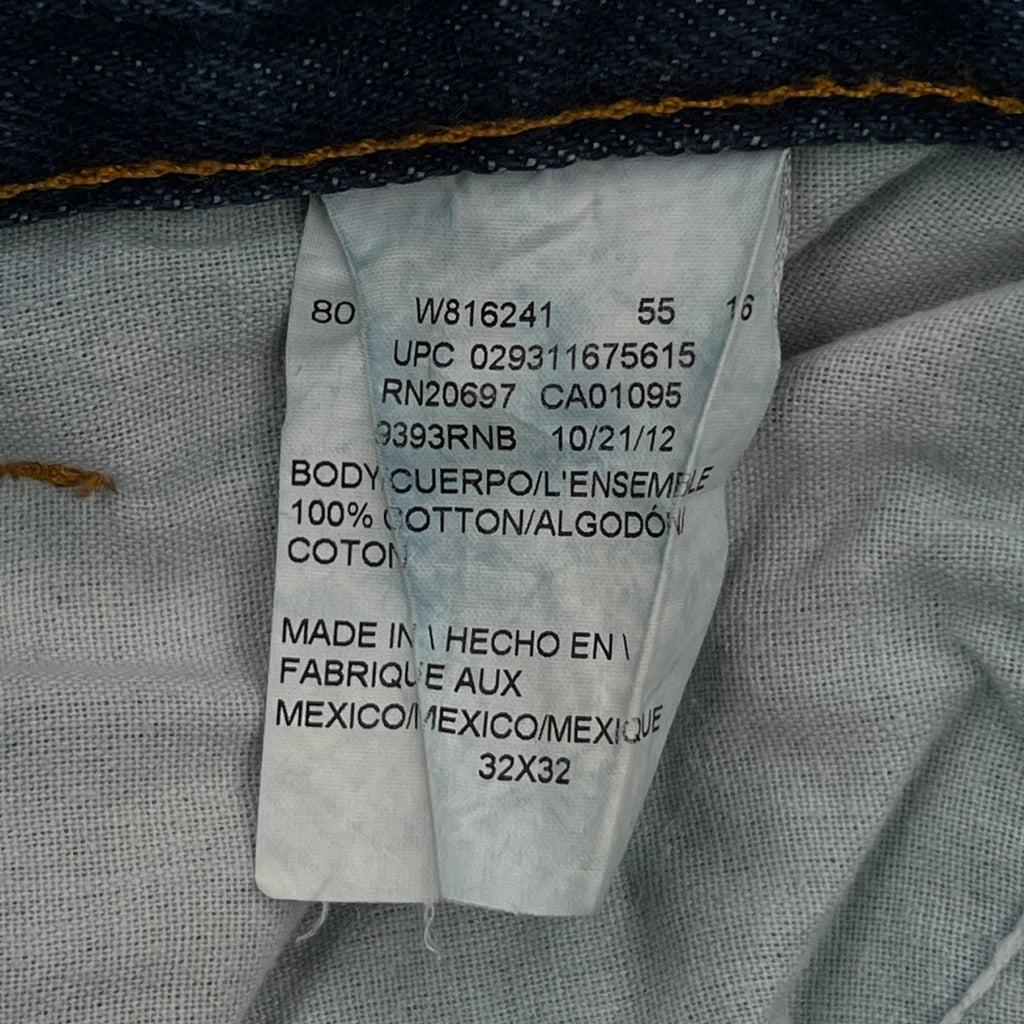 80 W816241 55 16
UPC 029311675615
RN20697 CA01095
9393RNB 10/21/12
BODY CUERPO/L'ENSEMBLE
100% COTTON/ALGODÓN\
COTON
MADE IN \ HECHO EN \
FABRIQUE AUX
MEXICO/MEXICO/MEXIQUE
32X32